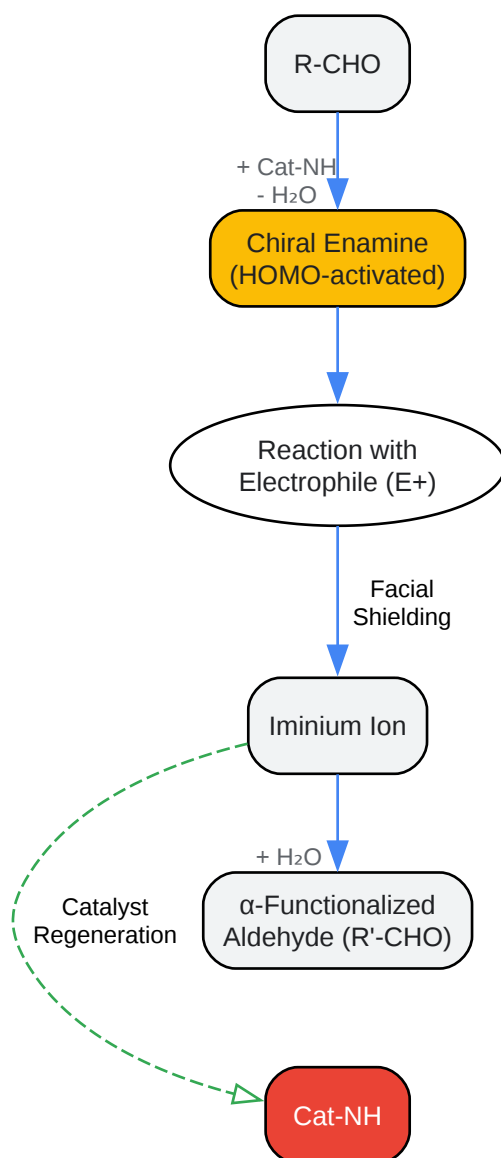 R-CHO
+ Cat-NH
- H₂O
Chiral Enamine
(HOMO-activated)
Reaction with
Electrophile (E+)
Facial
Shielding
Iminium Ion
+ H₂O
α-Functionalized
Aldehyde (R'-CHO)
Catalyst
Regeneration
Cat-NH